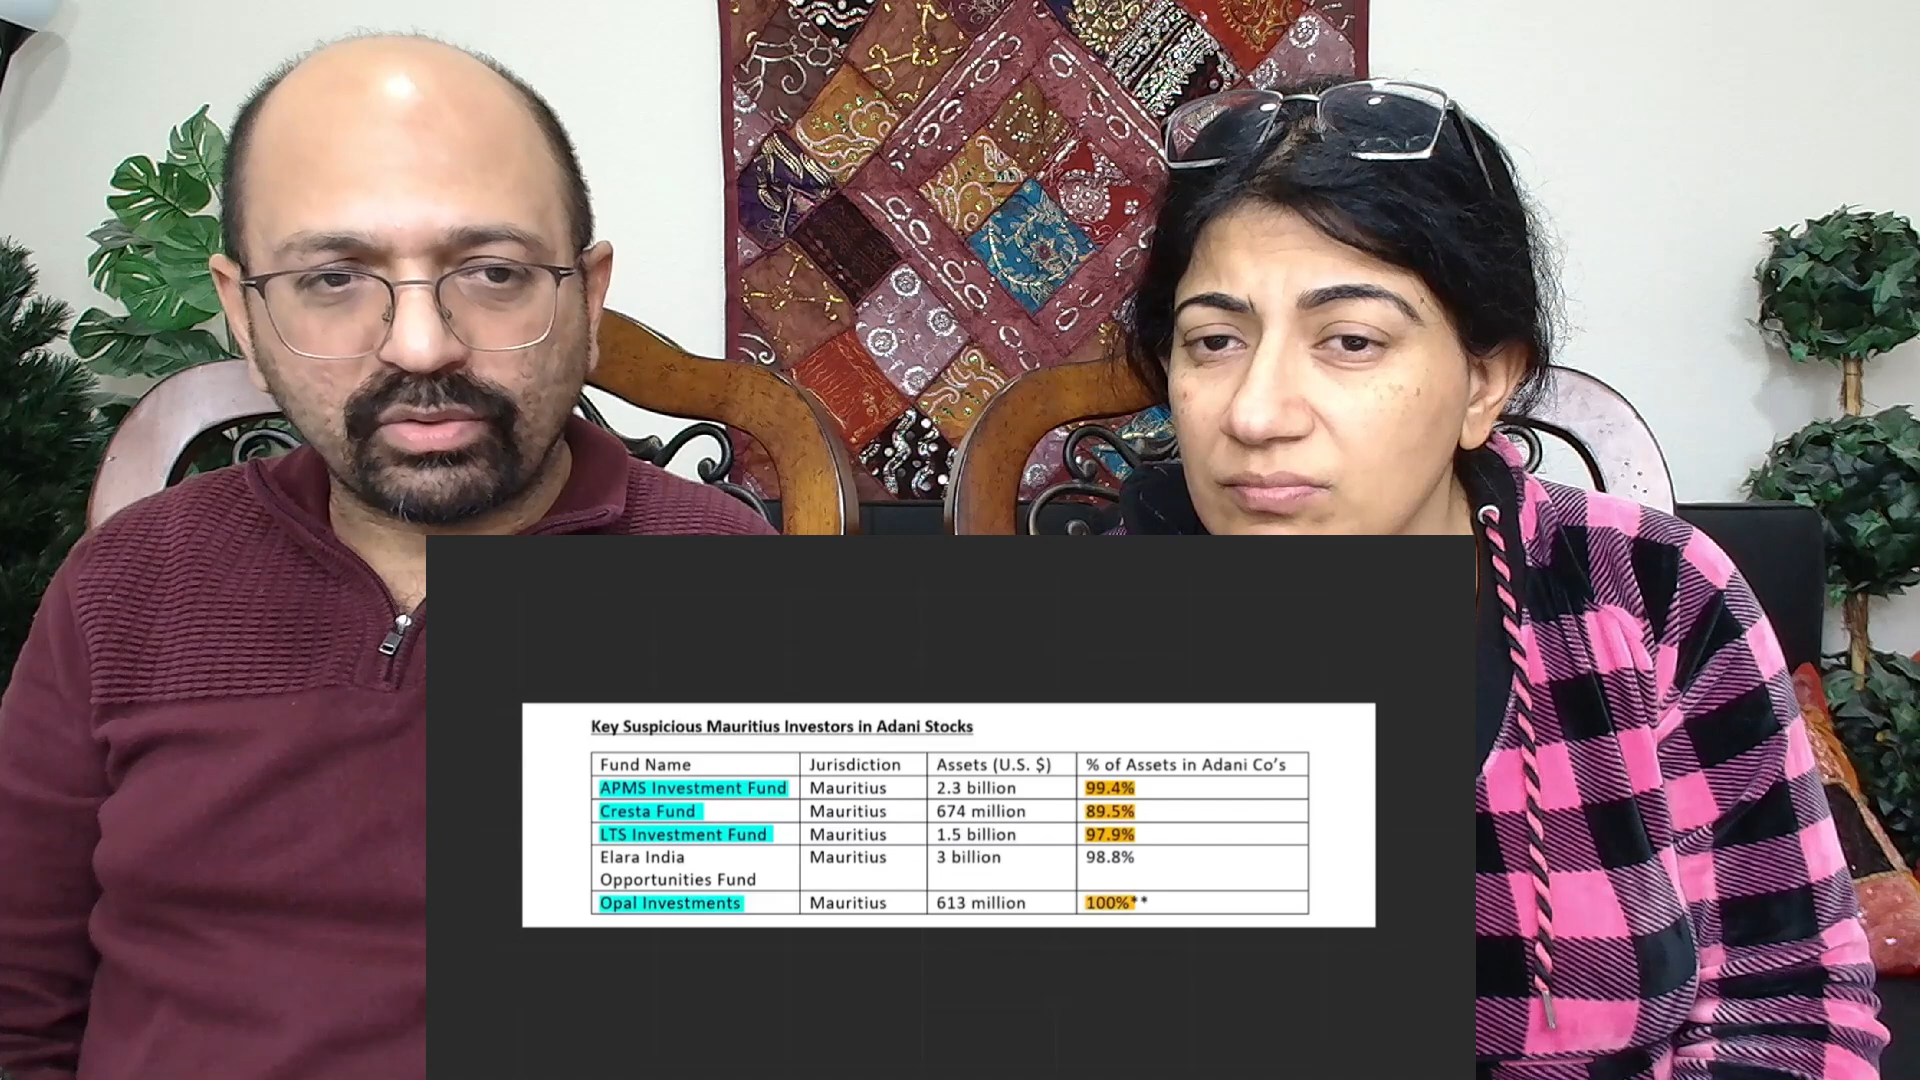 Key Suspicious Mauritius Investors in Adani Stocks
Fund Name Jurisdiction Assets (U.S. $) % of Assets in Adani Co’s
APMS Investment Fund Mauritius 2.3 billion 99.4%
Cresta Fund Mauritius 674 million 89.5%
LTS Investment Fund Mauritius 1.5 billion 97.9%
Elara India Mauritius 3 billion 98.8%
Opportunities Fund
Opal Investments Mauritius 613 million 100%**